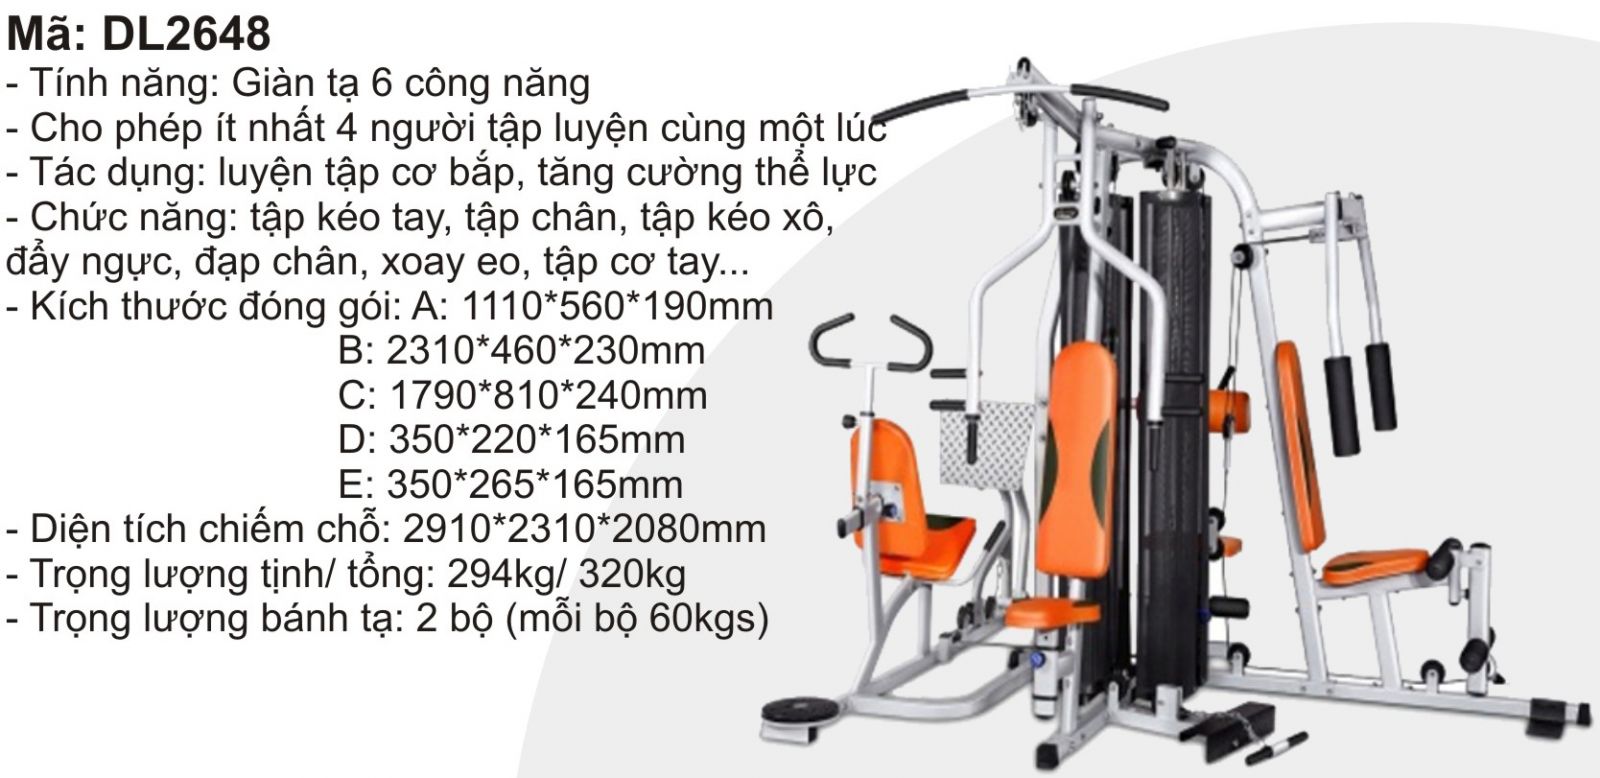 Mã: DL2648
- Tính năng: Giàn tạ 6 công năng
- Cho phép ít nhất 4 người tập luyện cùng một lúc
- Tác dụng: luyện tập cơ bắp, tăng cường thể lực
- Chức năng: tập kéo tay, tập chân, tập kéo xô,
đẩy ngực, đạp chân, xoay eo, tập cơ tay...
- Kích thước đóng gói: A: 1110*560*190mm
B: 2310*460*230mm
C: 1790*810*240mm
D: 350*220*165mm
E: 350*265*165mm
- Diện tích chiếm chỗ: 2910*2310*2080mm
- Trọng lượng tịnh/ tổng: 294kg/ 320kg
- Trọng lượng bánh tạ: 2 bộ (mỗi bộ 60kgs)